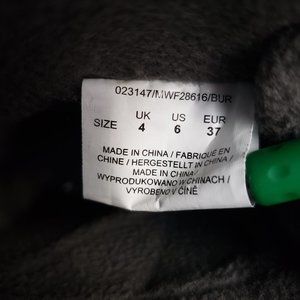 023147/MWF28616/BUR
UK US EUR
SIZE 4 6 37
MADE IN CHINA / FABRIQUÉ EN
CHINE / HERGESTELLT IN CHINA /
MADE IN CHINA /
WYPRODUKOWANO W CHINACH /
VYROBENO V ČÍNĚ